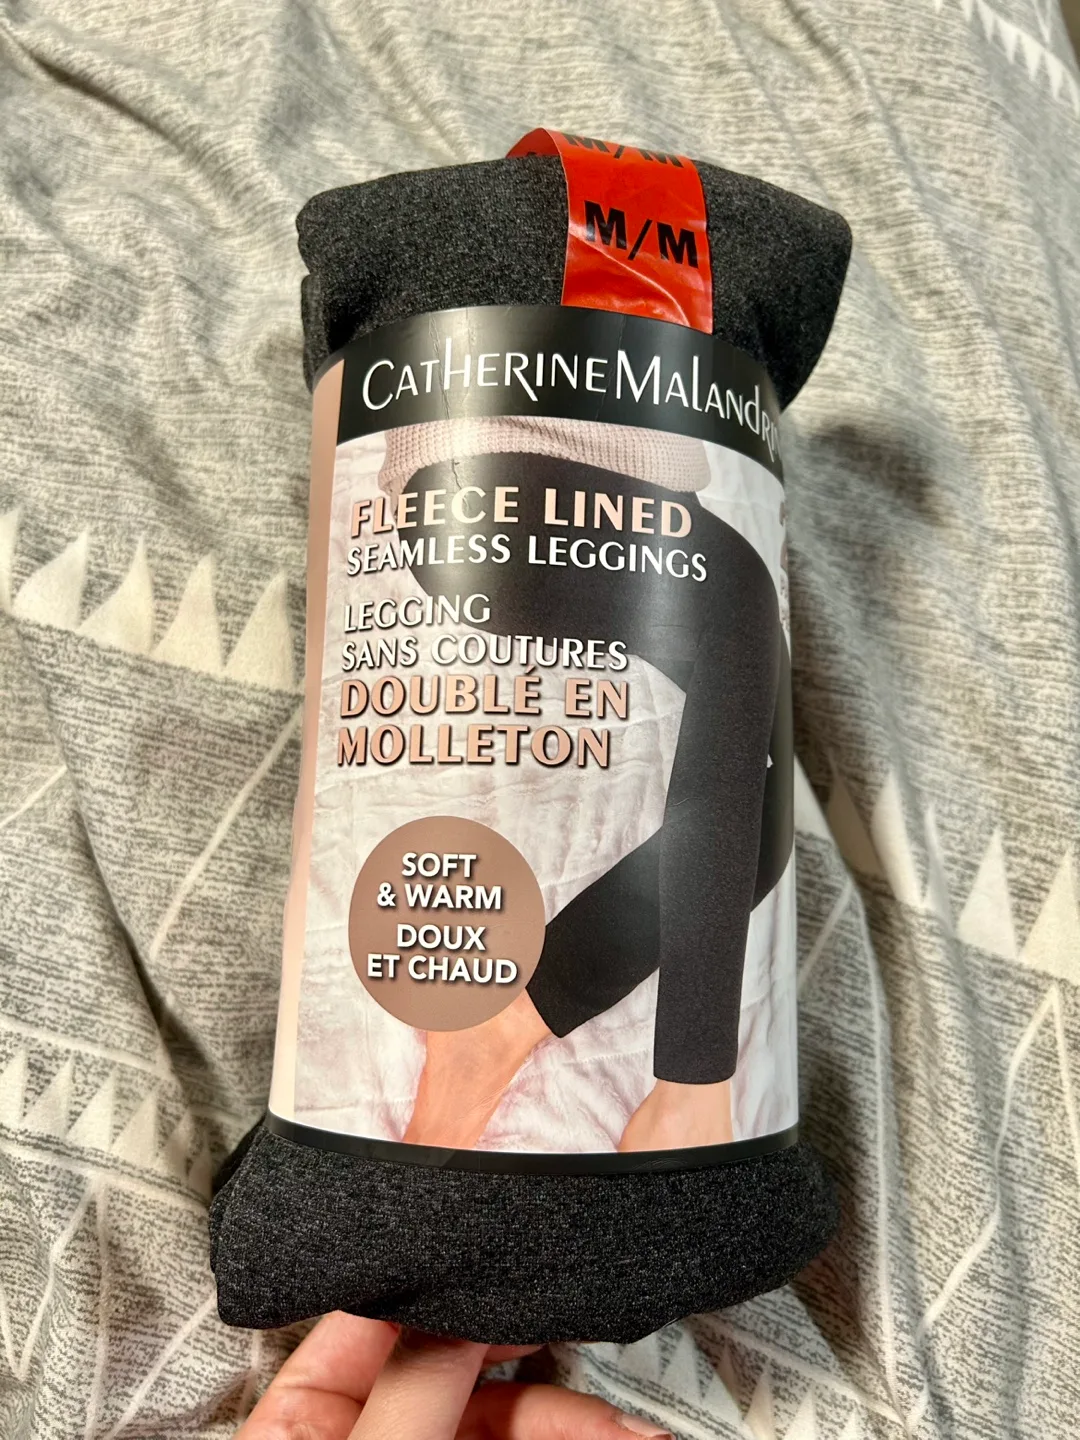 M/M
M/M
CATHERINE MALANDRI
FLEECE LINED
SEAMLESS LEGGINGS
LEGGING
SANS COUTURES
DOUBLÉ EN
MOLLETON
SOFT
& WARM
DOUX
ET CHAUD